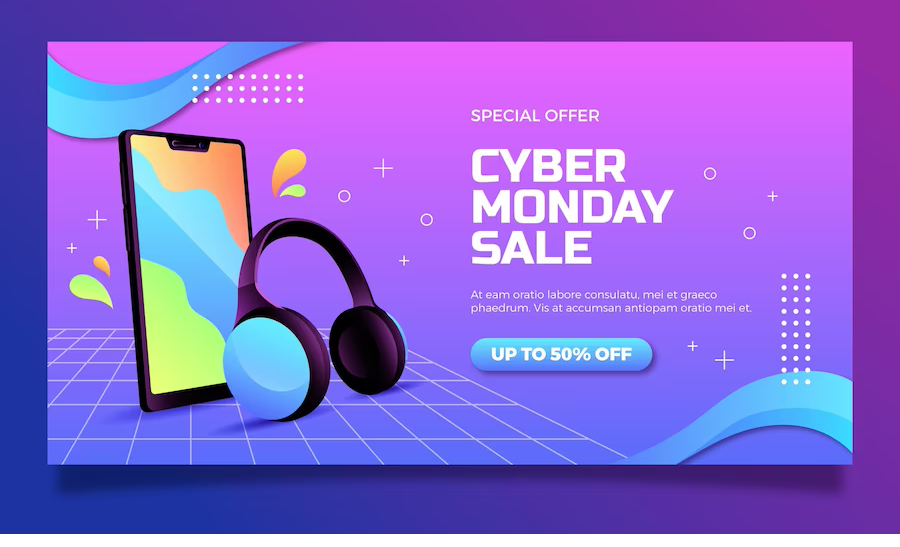 SPECIAL OFFER
CYBER
MONDAY
SALE
At eam oratio labore consulatu, mei et graeco
phaedrum. Vis at accumsan antiopam oratio mei et.
UP TO 50% OFF